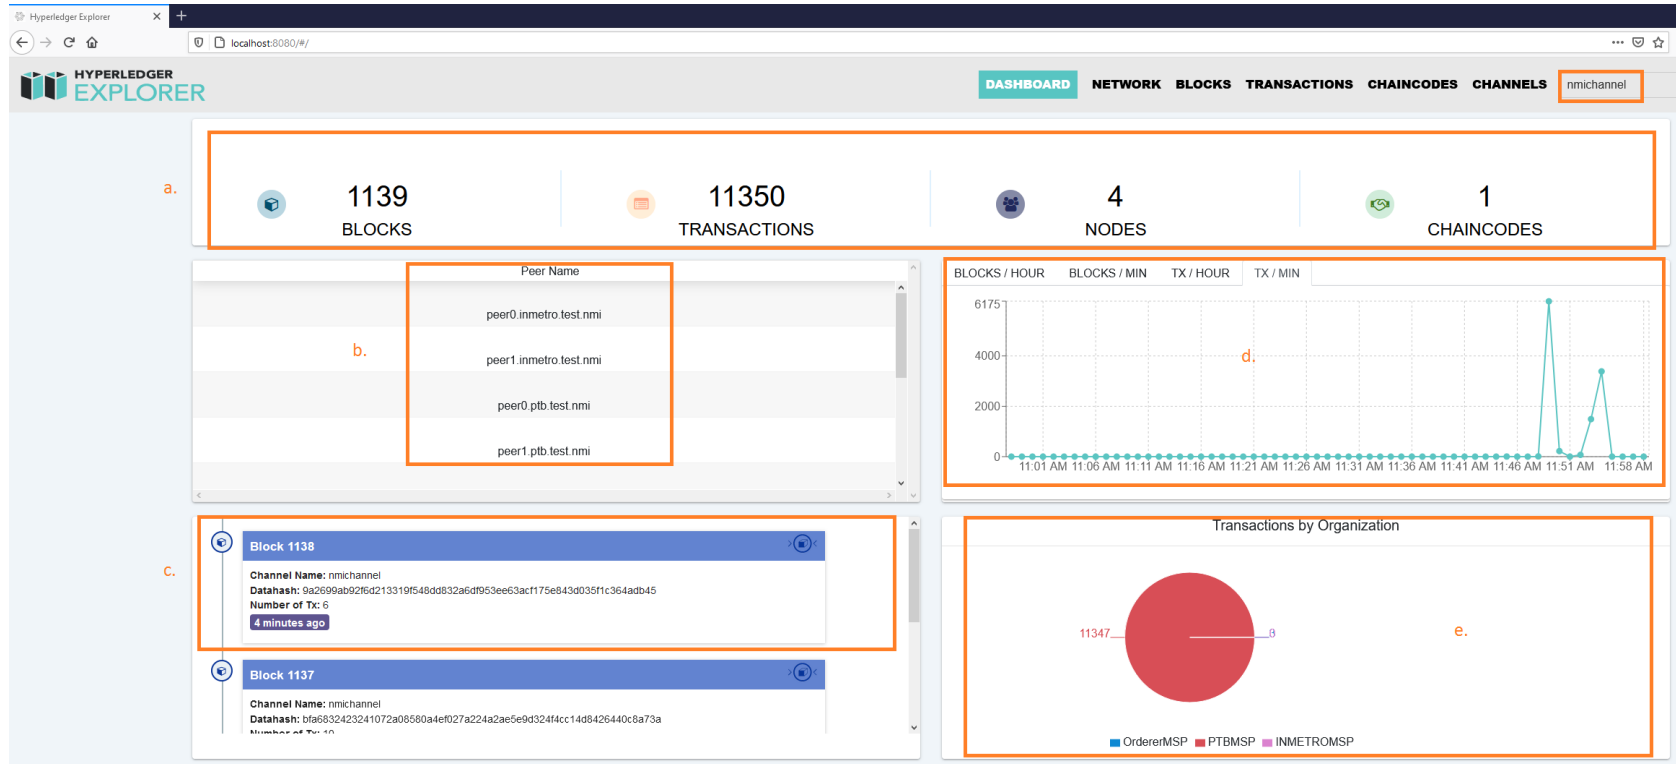 Hyperledger Explorer
localhost:8080/#/
HYPERLEDGER
EXPLORER
DASHBOARD NETWORK BLOCKS TRANSACTIONS CHAINCODES CHANNELS nmichannel
a.
1139
BLOCKS
11350
TRANSACTIONS
4
NODES
1
CHAINCODES
Peer Name
peer0.inmetro.test.nmi
b.
peer1.inmetro.test.nmi
peer0.ptb.test.nmi
peer1.ptb.test.nmi
BLOCKS / HOUR BLOCKS / MIN TX / HOUR TX / MIN
6175
4000
d.
2000
0
11:01 AM 11:06 AM 11:11 AM 11:16 AM 11:21 AM 11:26 AM 11:31 AM 11:36 AM 11:41 AM 11:46 AM 11:51 AM 11:58 AM
c.
Block 1138
Channel Name: nmichannel
Datahash: 9a2699ab92f6d213319f548dd832a6df953ee63acf175e843d035f1c364adb45
Number of Tx: 6
4 minutes ago
Block 1137
Channel Name: nmichannel
Datahash: bfa6832423241072a08580a4ef027a224a2ae5e9d324f4cc14d8426440c8a73a
Number of Tx: 10
Transactions by Organization
11347
e.
OrdererMSP PTBMSP INMETROMSP